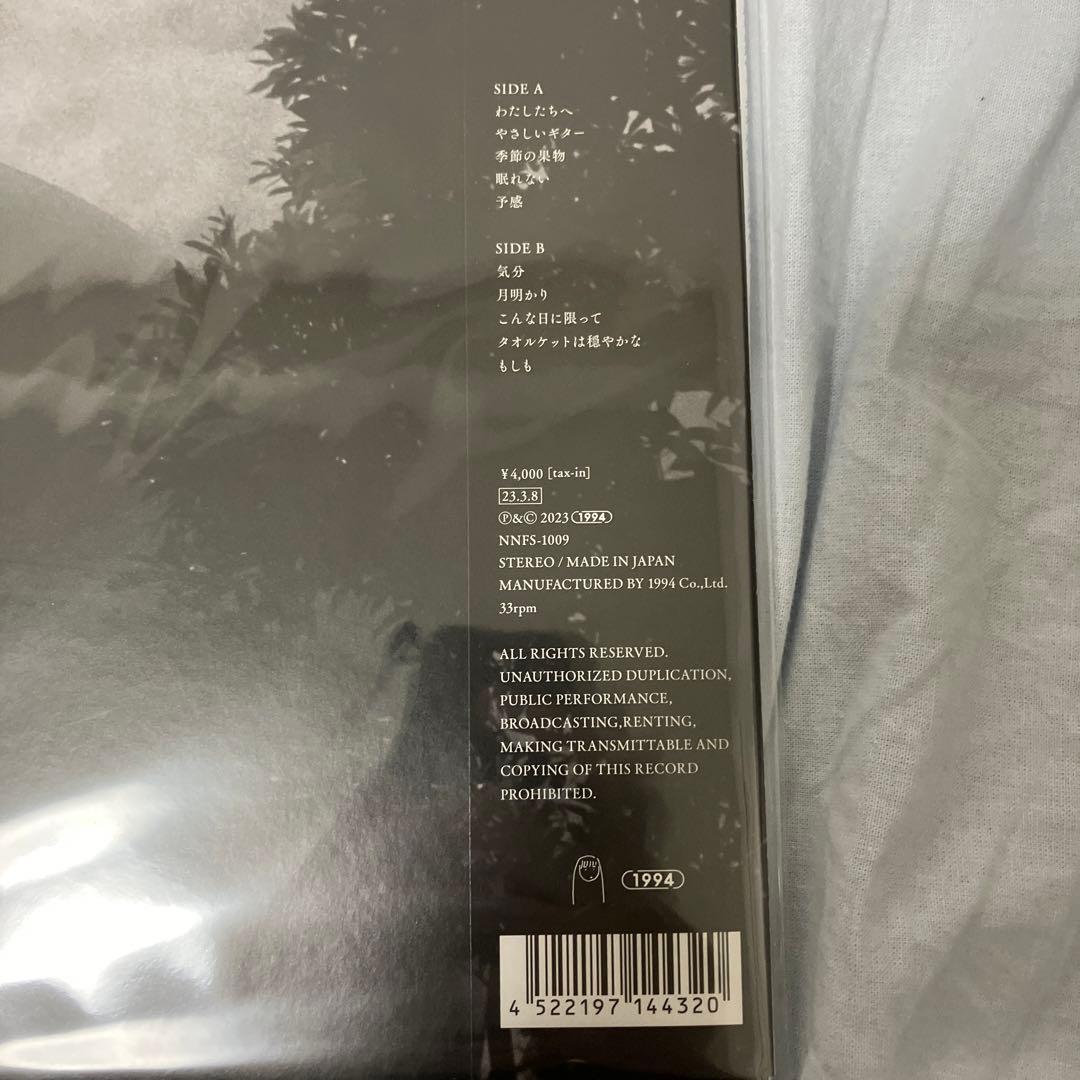 SIDE A
わたしたちへ
やさしいギター
季節の果物
眠れない
予感
SIDE B
気分
月明かり
こんな日に限って
タオルケットは穏やかな
もしも
¥4,000 [tax-in]
23.3.8
Ⓟ&© 2023 1994
NNFS-1009
STEREO / MADE IN JAPAN
MANUFACTURED BY 1994 Co.,Ltd.
33rpm
ALL RIGHTS RESERVED.
UNAUTHORIZED DUPLICATION,
PUBLIC PERFORMANCE,
BROADCASTING,RENTING,
MAKING TRANSMITTABLE AND
COPYING OF THIS RECORD
PROHIBITED.
1994
4 522197 144320